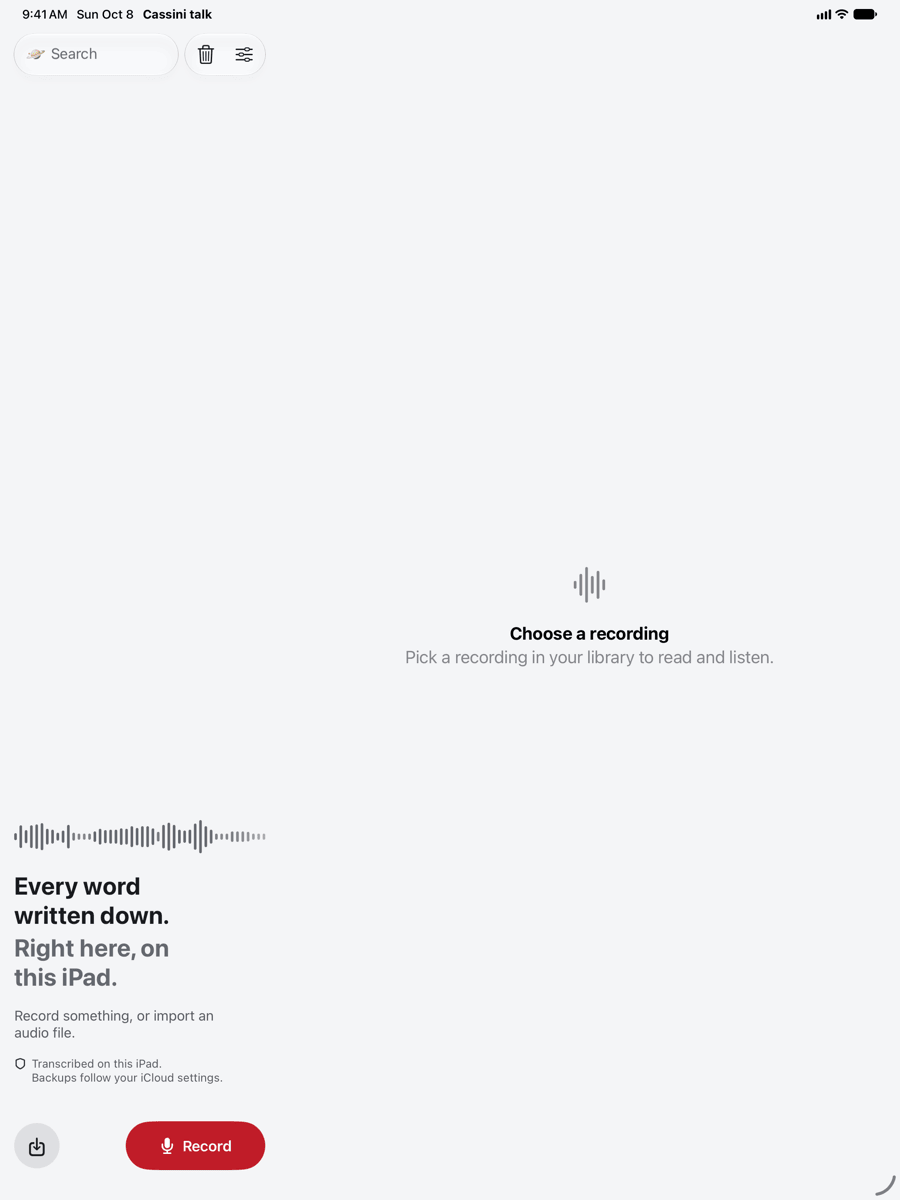 9:41 AM Sun Oct 8 Cassini talk
Search
Choose a recording
Pick a recording in your library to read and listen.
Every word
written down.
Right here, on
this iPad.
Record something, or import an
audio file.
Transcribed on this iPad.
Backups follow your iCloud settings.
Record